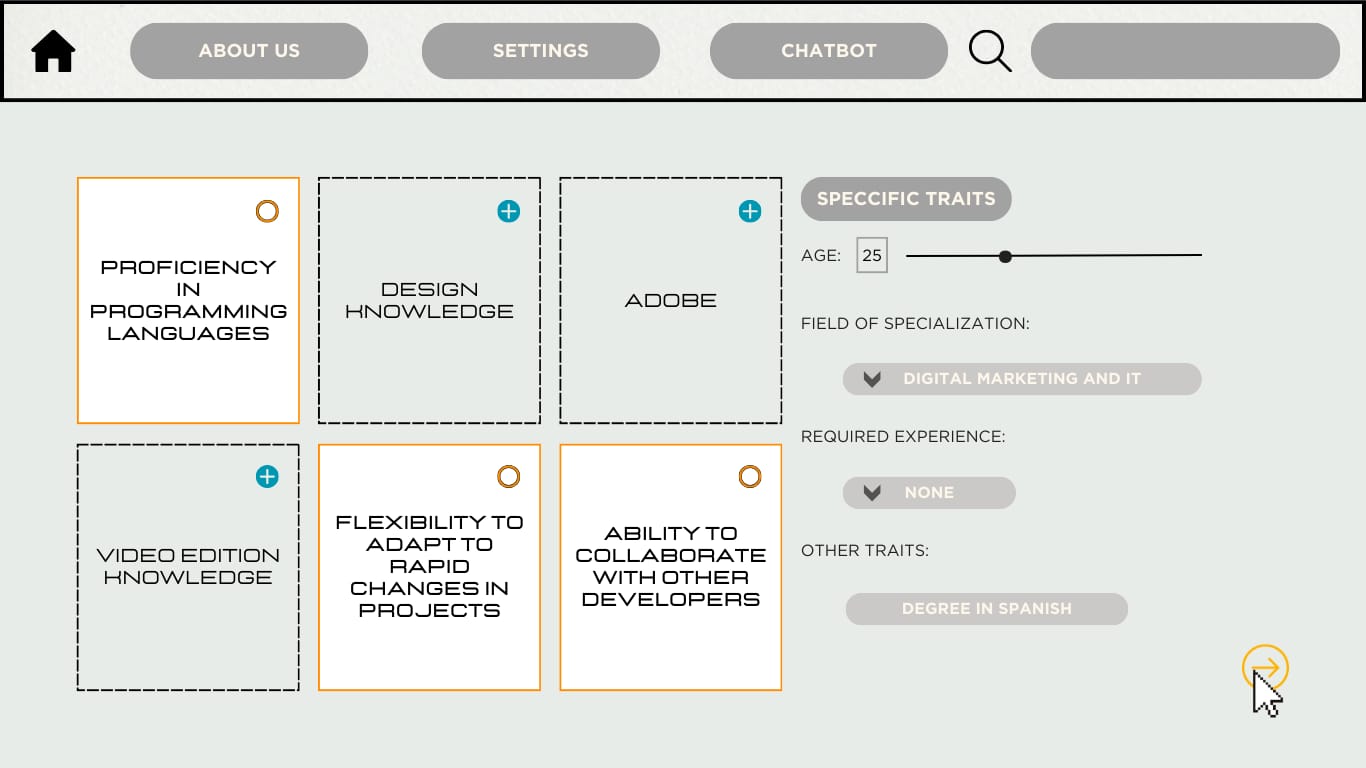 ABOUT US
SETTINGS
CHATBOT
PROFICIENCY
IN
PROGRAMMING
LANGUAGES
DESIGN
KNOWLEDGE
ADOBE
VIDEO EDITION
KNOWLEDGE
FLEXIBILITY TO
ADAPT TO
RAPID
CHANGES IN
PROJECTS
ABILITY TO
COLLABORATE
WITH OTHER
DEVELOPERS
SPECCIFIC TRAITS
AGE: 25
FIELD OF SPECIALIZATION:
DIGITAL MARKETING AND IT
REQUIRED EXPERIENCE:
NONE
OTHER TRAITS:
DEGREE IN SPANISH